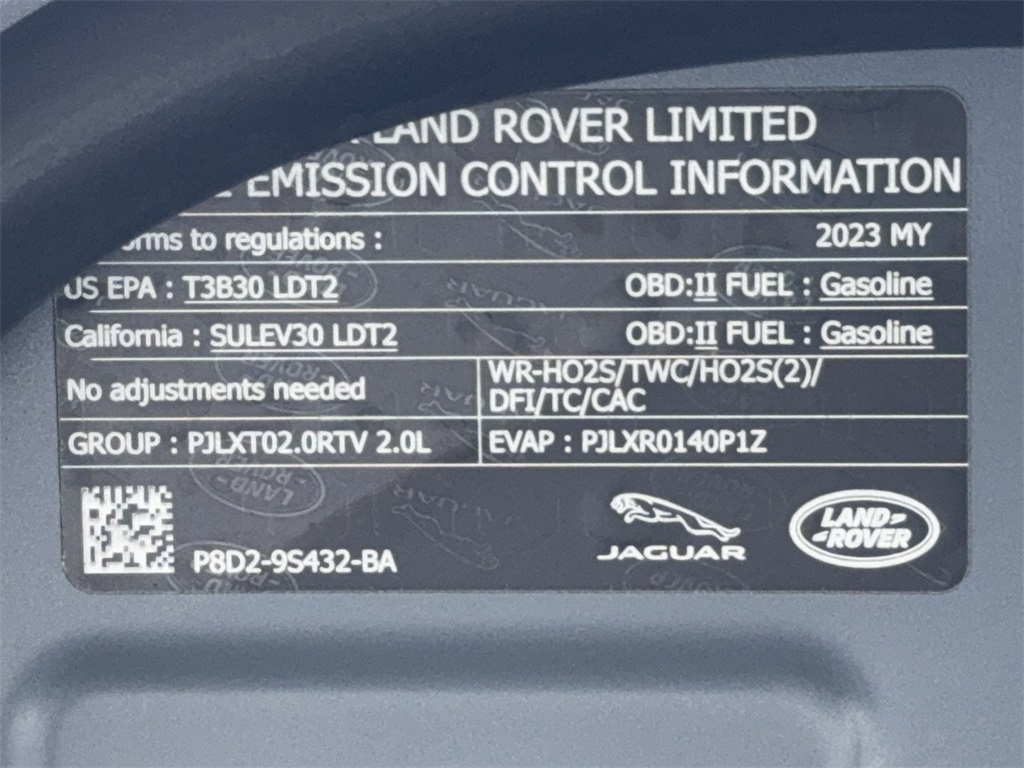 LAND ROVER LIMITED
EMISSION CONTROL INFORMATION
to regulations : 2023 MY
US EPA : T3B30 LDT2 OBD:II FUEL : Gasoline
California : SULEV30 LDT2 OBD:II FUEL : Gasoline
No adjustments needed
WR-HO2S/TWC/HO2S(2)/
DFI/TC/CAC
GROUP : PJLXT02.0RTV 2.0L EVAP : PJLXR0140P1Z
P8D2-9S432-BA
JAGUAR
LAND-
-ROVER